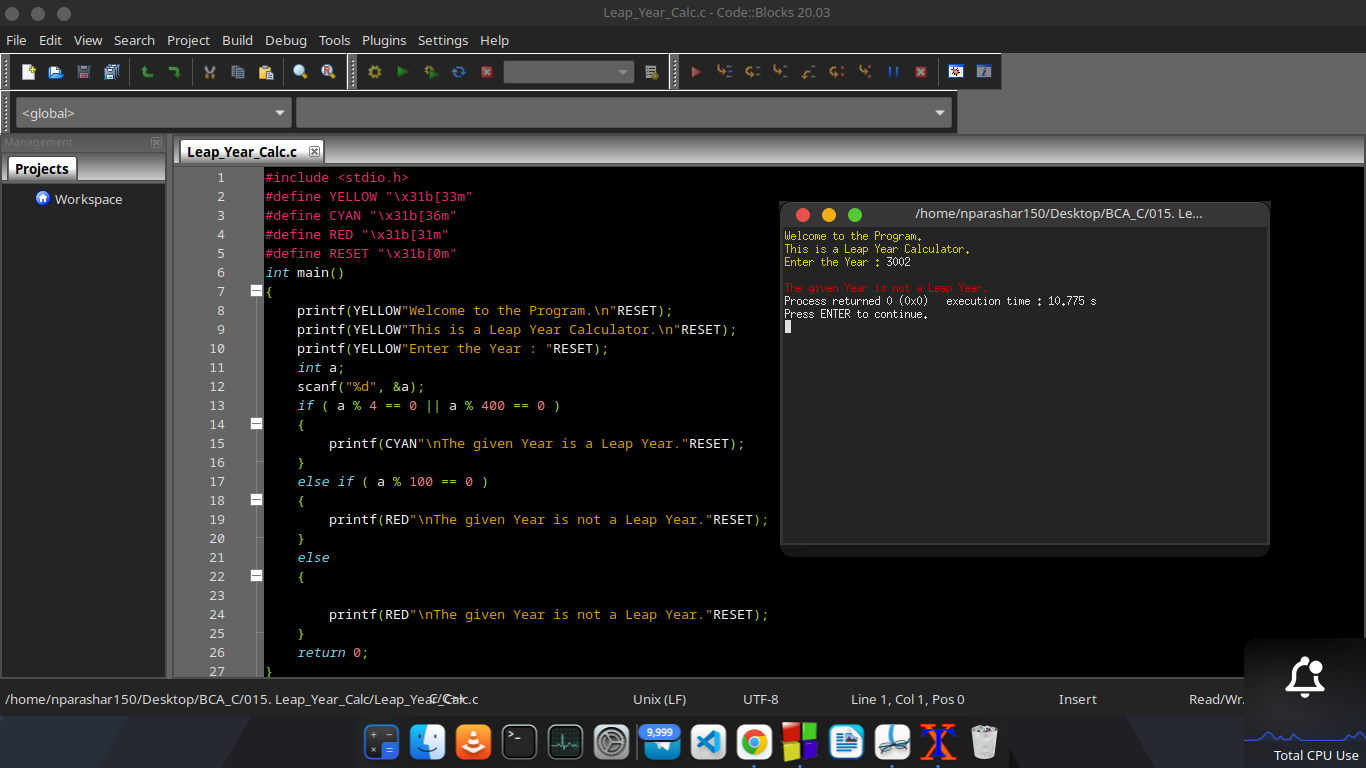 Leap_Year_Calc.c - Code::Blocks 20.03
File Edit View Search Project Build Debug Tools Plugins Settings Help
<global>
Management
Projects
Workspace
Leap_Year_Calc.c
1 #include <stdio.h>
2 #define YELLOW "\x31b[33m"
3 #define CYAN "\x31b[36m"
4 #define RED "\x31b[31m"
5 #define RESET "\x31b[0m"
6 int main()
7 {
8 printf(YELLOW"Welcome to the Program.\n"RESET);
9 printf(YELLOW"This is a Leap Year Calculator.\n"RESET);
10 printf(YELLOW"Enter the Year : "RESET);
11 int a;
12 scanf("%d", &a);
13 if ( a % 4 == 0 || a % 400 == 0 )
14 {
15 printf(CYAN"\nThe given Year is a Leap Year."RESET);
16 }
17 else if ( a % 100 == 0 )
18 {
19 printf(RED"\nThe given Year is not a Leap Year."RESET);
20 }
21 else
22 {
23
24 printf(RED"\nThe given Year is not a Leap Year."RESET);
25 }
26 return 0;
27 }
/home/nparashar150/Desktop/BCA_C/015. Le...
Welcome to the Program.
This is a Leap Year Calculator.
Enter the Year : 3002
The given Year is not a Leap Year.
Process returned 0 (0x0) execution time : 10.775 s
Press ENTER to continue.
/home/nparashar150/Desktop/BCA_C/015. Leap_Year_Calc/Leap_Year_Calc.c C/C++ Unix (LF) UTF-8 Line 1, Col 1, Pos 0 Insert Read/Wr.
9,999
Total CPU Use